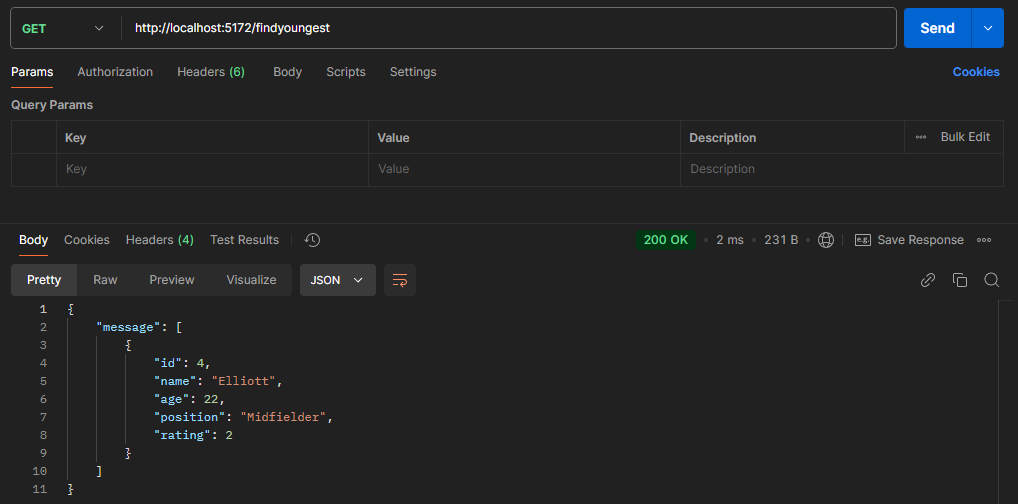 GET http://localhost:5172/findyoungest Send
Params Authorization Headers (6) Body Scripts Settings Cookies
Query Params
Key Value Description ••• Bulk Edit
Key Value Description
Body Cookies Headers (4) Test Results 200 OK • 2 ms • 231 B • e.g. Save Response •••
Pretty Raw Preview Visualize JSON
1 {
2 "message": [
3 {
4 "id": 4,
5 "name": "Elliott",
6 "age": 22,
7 "position": "Midfielder",
8 "rating": 2
9 }
10 ]
11 }